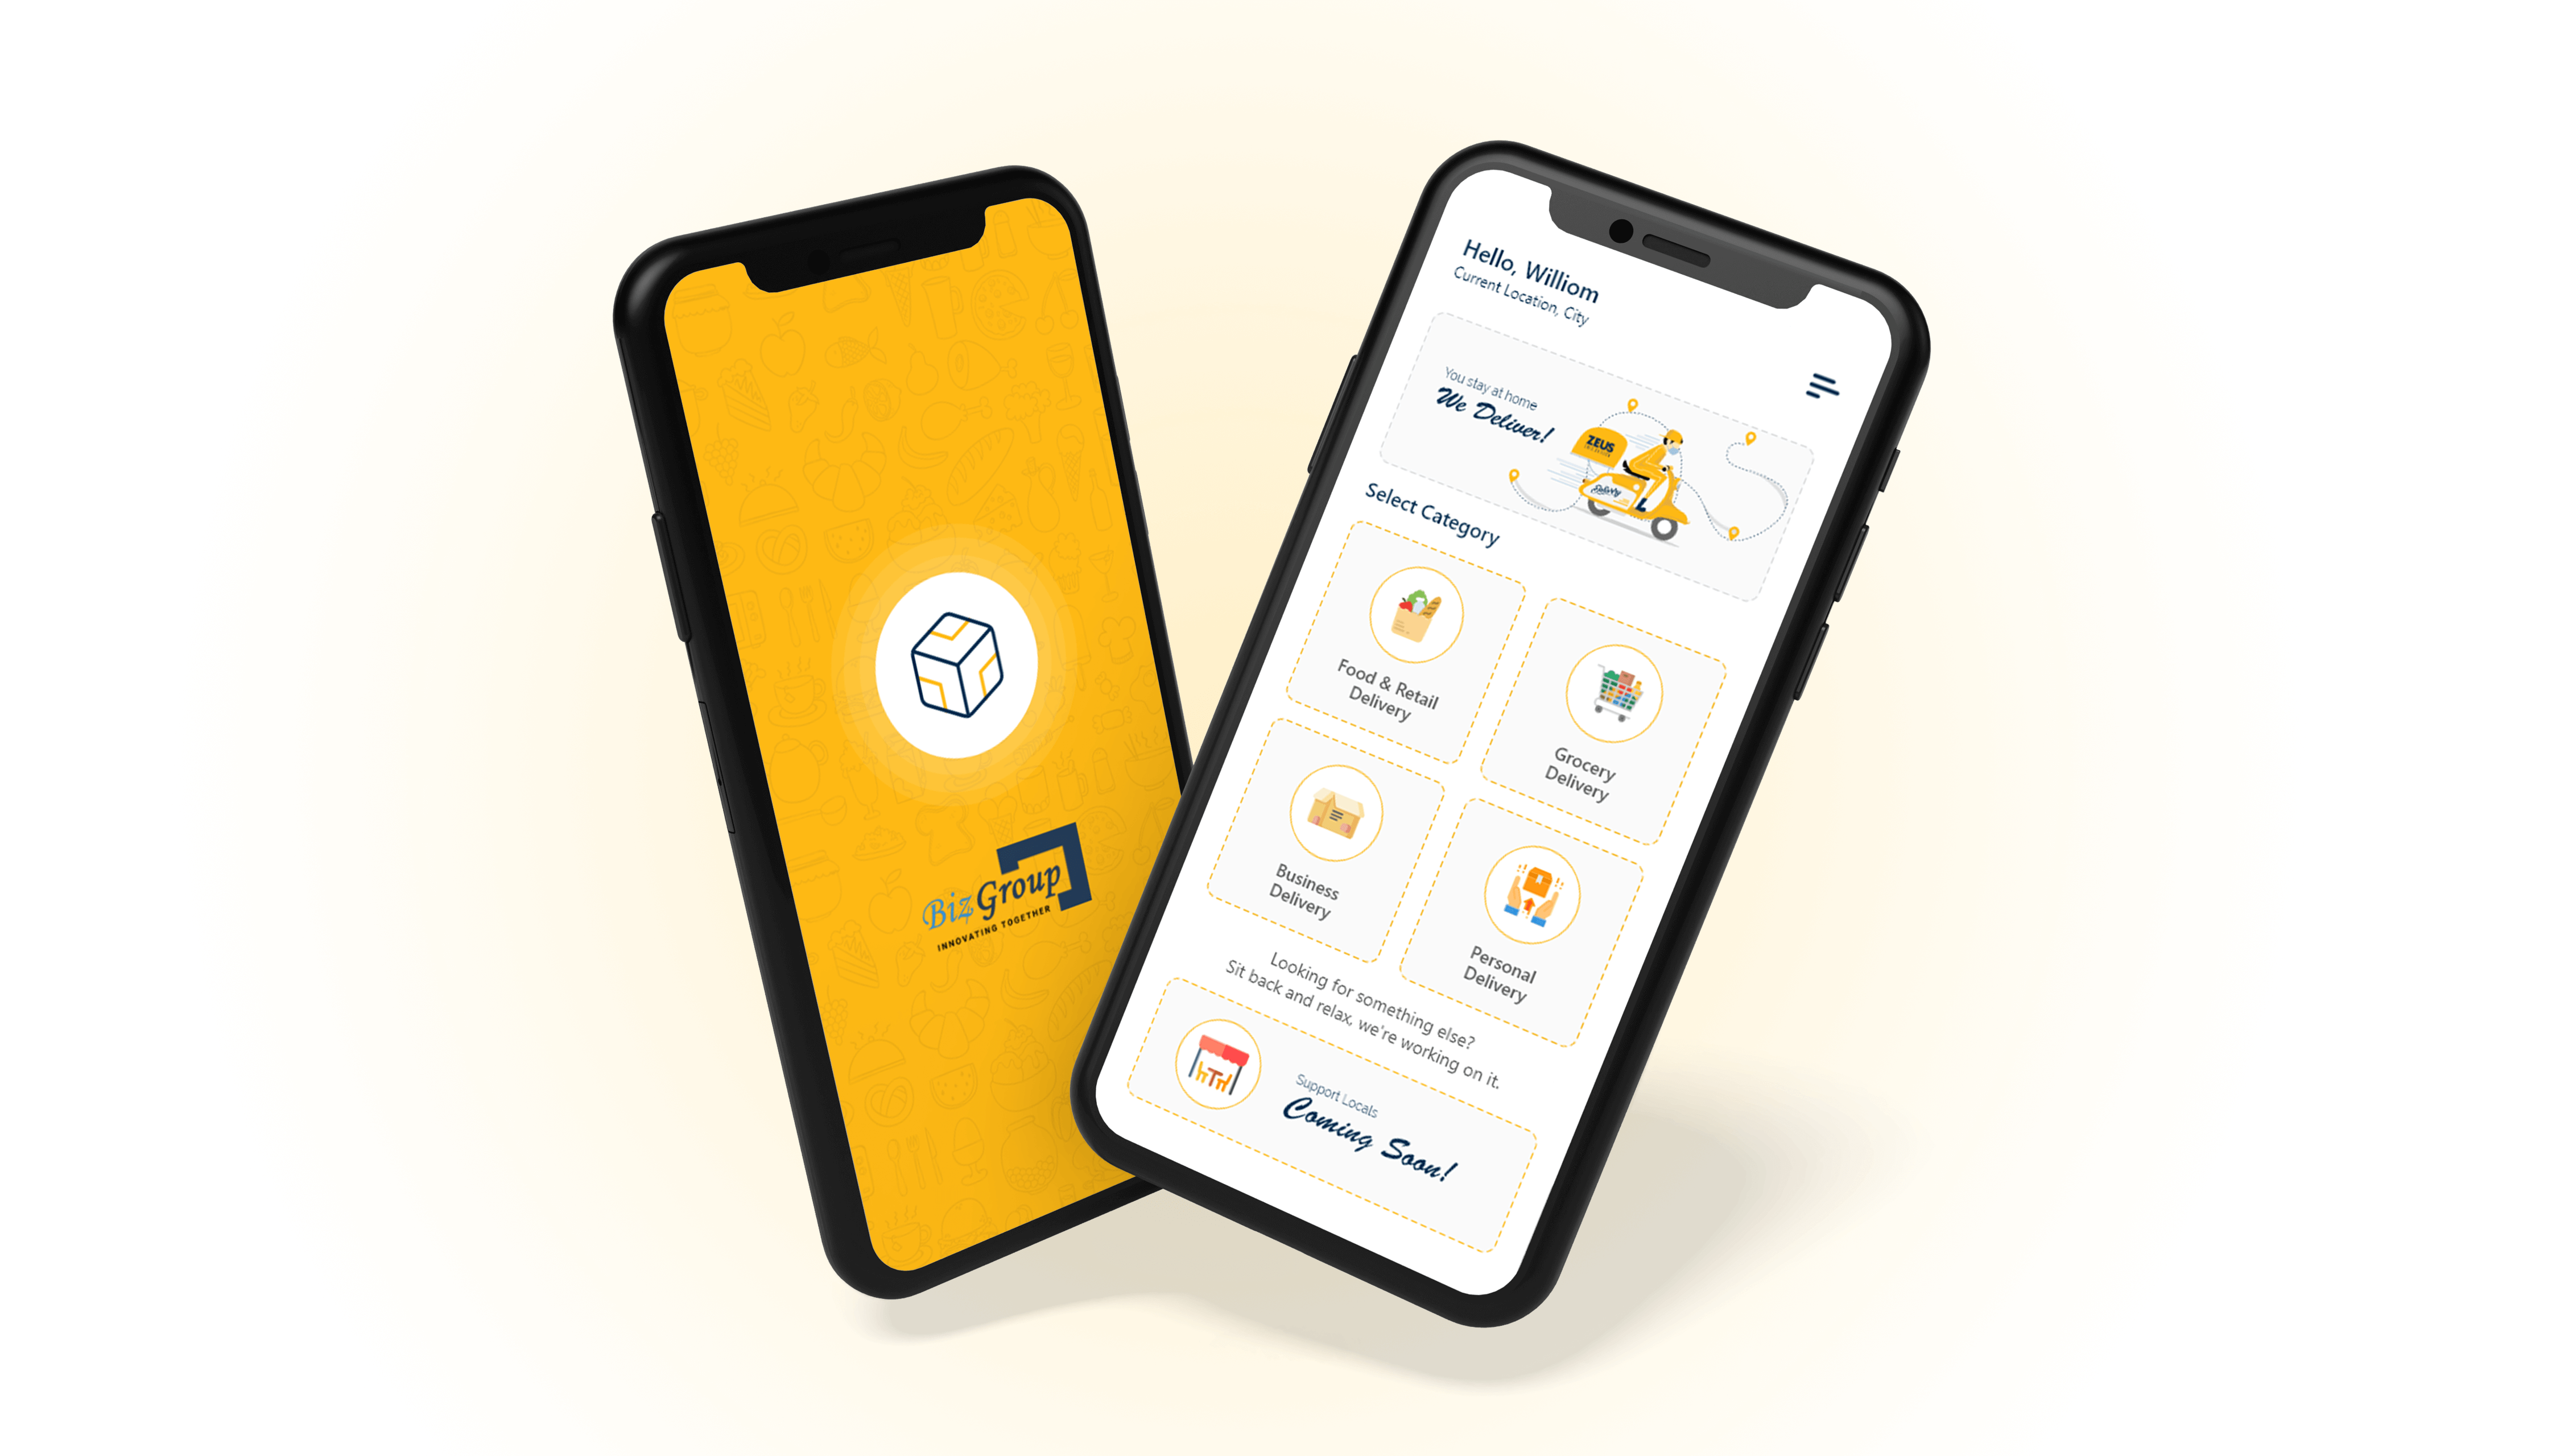 BizGroup
INNOVATING TOGETHER
Hello, Williom
Current Location, City
You stay at home
We Deliver!
ZEUS
Delivery
Select Category
Food & Retail
Delivery
Grocery
Delivery
Business
Delivery
Personal
Delivery
Looking for something else?
Sit back and relax, we're working on it.
Support Locals
Coming Soon!